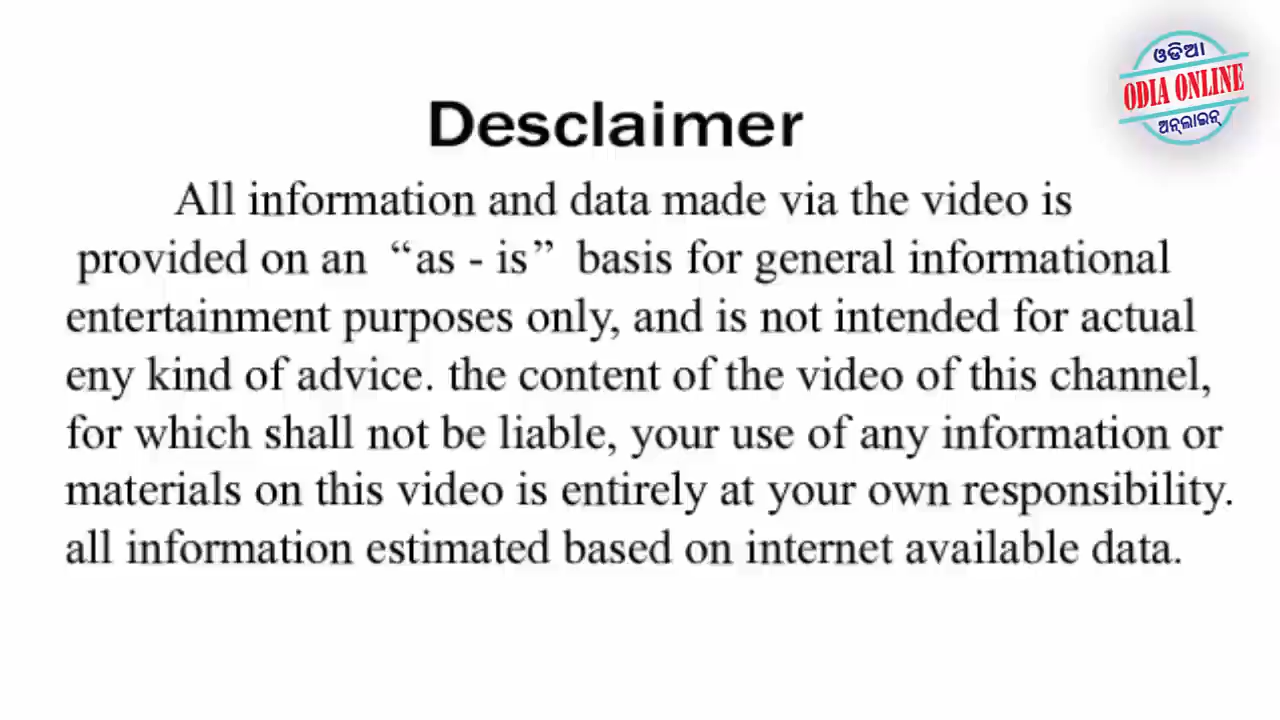 ଓଡିଆ
ODIA ONLINE
ଅନ୍‌ଲାଇନ୍
Desclaimer
All information and data made via the video is
provided on an “as - is” basis for general informational
entertainment purposes only, and is not intended for actual
eny kind of advice. the content of the video of this channel,
for which shall not be liable, your use of any information or
materials on this video is entirely at your own responsibility.
all information estimated based on internet available data.